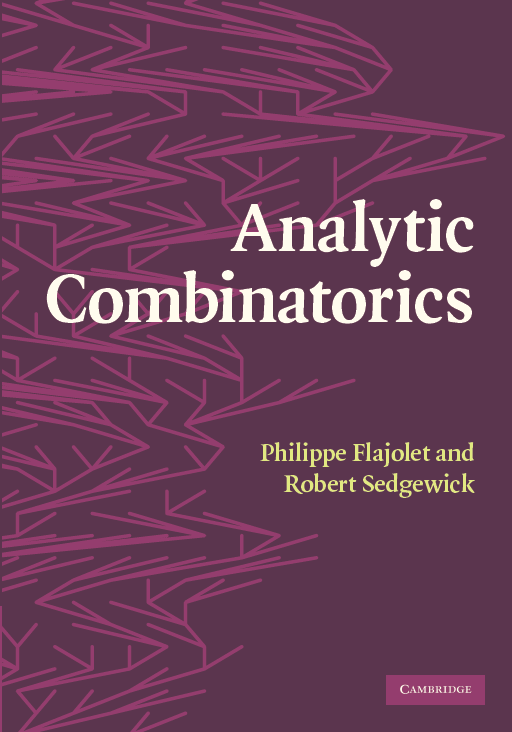 Analytic
Combinatorics
Philippe Flajolet and
Robert Sedgewick
CAMBRIDGE